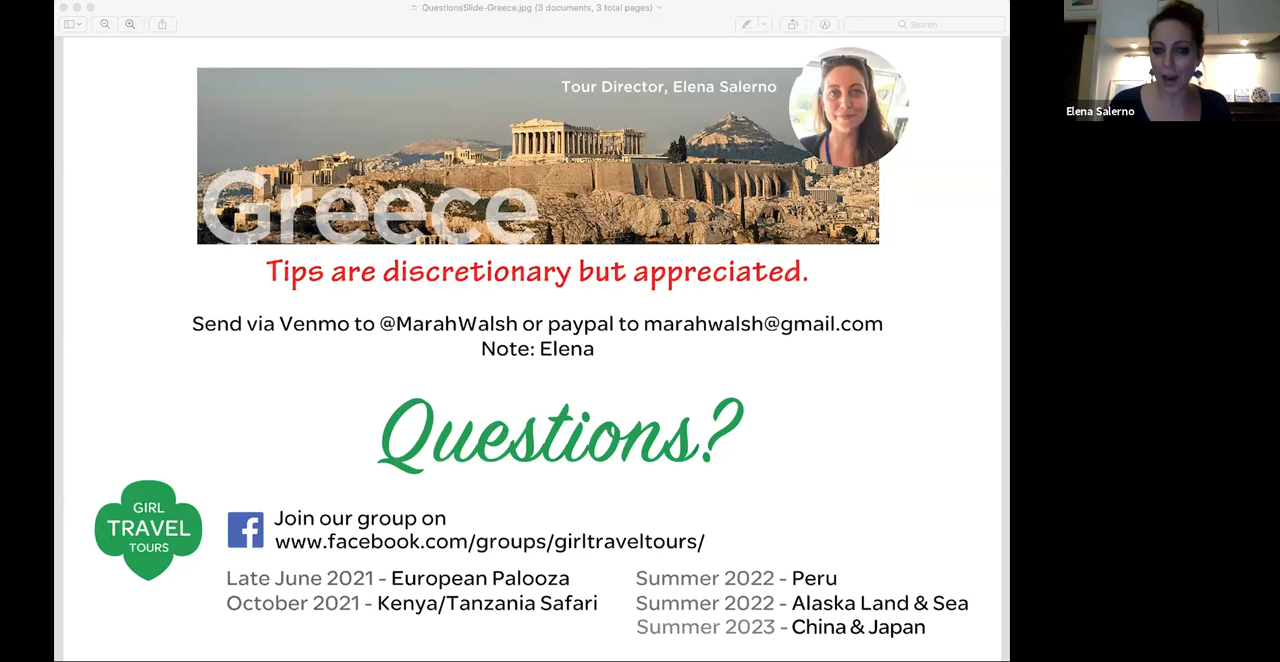 QuestionsSlide-Greece.jpg (3 documents, 3 total pages)
Search
Tour Director, Elena Salerno
Elena Salerno
Greece
Tips are discretionary but appreciated.
Send via Venmo to @MarahWalsh or paypal to marahwalsh@gmail.com
Note: Elena
Questions?
GIRL
TRAVEL
TOURS
f
Join our group on
www.facebook.com/groups/girltraveltours/
Late June 2021 - European Palooza
October 2021 - Kenya/Tanzania Safari
Summer 2022 - Peru
Summer 2022 - Alaska Land & Sea
Summer 2023 - China & Japan